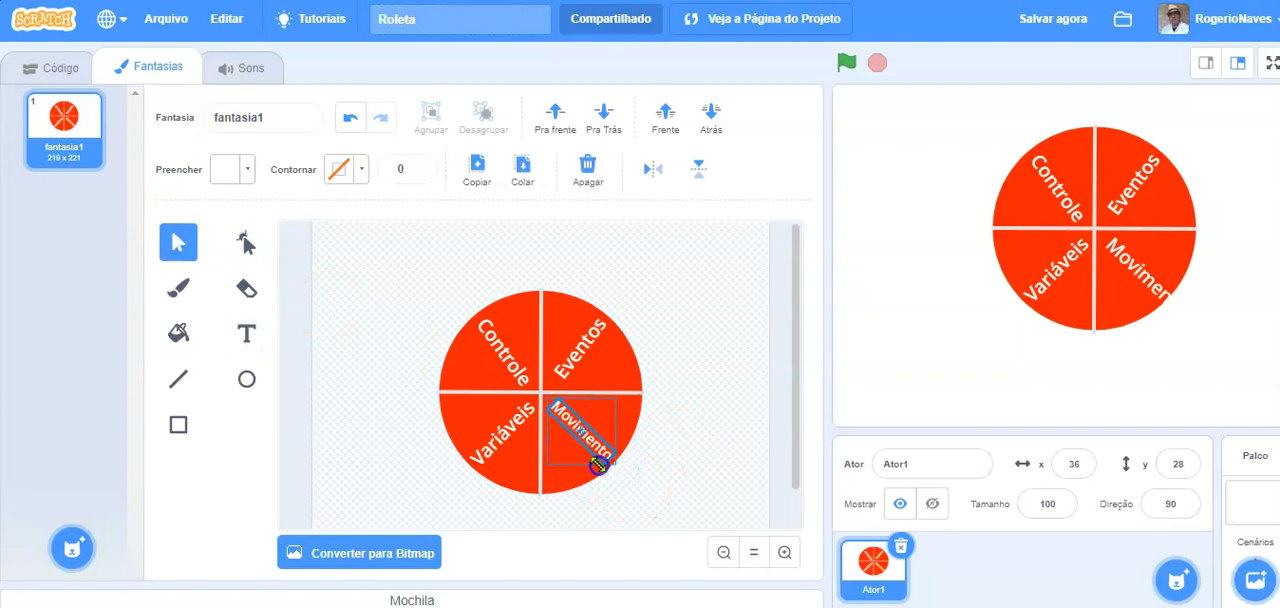 SCRATCH
Arquivo
Editar
Tutoriais
Roleta
Compartilhado
Veja a Página do Projeto
Salvar agora
RogerioNaves
Código
Fantasias
Sons
1
fantasia1
219 x 221
Fantasia
fantasia1
Agrupar
Desagrupar
Pra frente
Pra Trás
Frente
Atrás
Preencher
Contornar
0
Copiar
Colar
Apagar
Controle
Eventos
Variáveis
Movimento
Controle
Eventos
Variáveis
Movimen
Converter para Bitmap
Mochila
Ator
Ator1
x
36
y
28
Mostrar
Tamanho
100
Direção
90
Ator1
Palco
Cenários